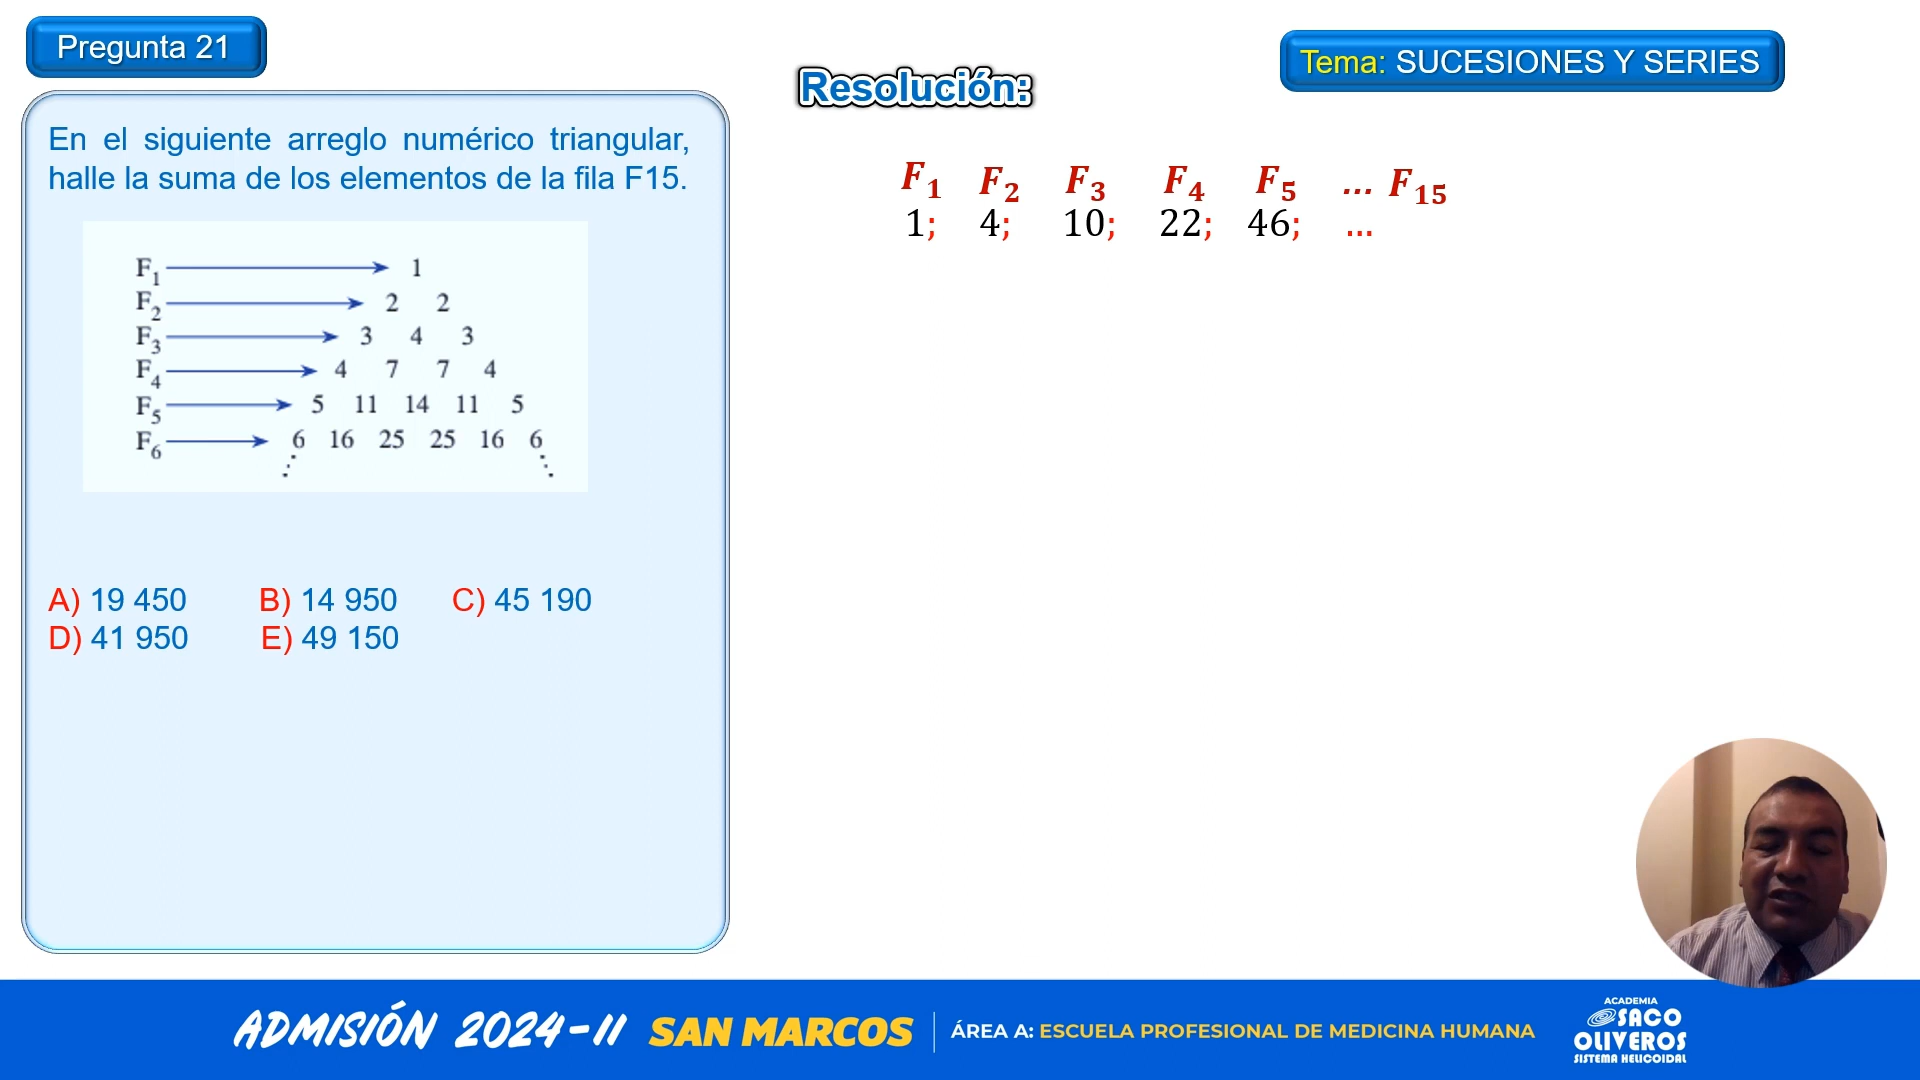 Pregunta 21
Tema: SUCESIONES Y SERIES
Resolución:
En el siguiente arreglo numérico triangular,
halle la suma de los elementos de la fila F15.
F₁ 1
F₂ 2 2
F₃ 3 4 3
F₄ 4 7 7 4
F₅ 5 11 14 11 5
F₆ 6 16 25 25 16 6
A) 19 450 B) 14 950 C) 45 190
D) 41 950 E) 49 150
F₁ F₂ F₃ F₄ F₅ ... F₁₅
1; 4; 10; 22; 46; ...
ADMISIÓN 2024-II SAN MARCOS
ÁREA A: ESCUELA PROFESIONAL DE MEDICINA HUMANA
ACADEMIA
SACO
OLIVEROS
SISTEMA HELICOIDAL